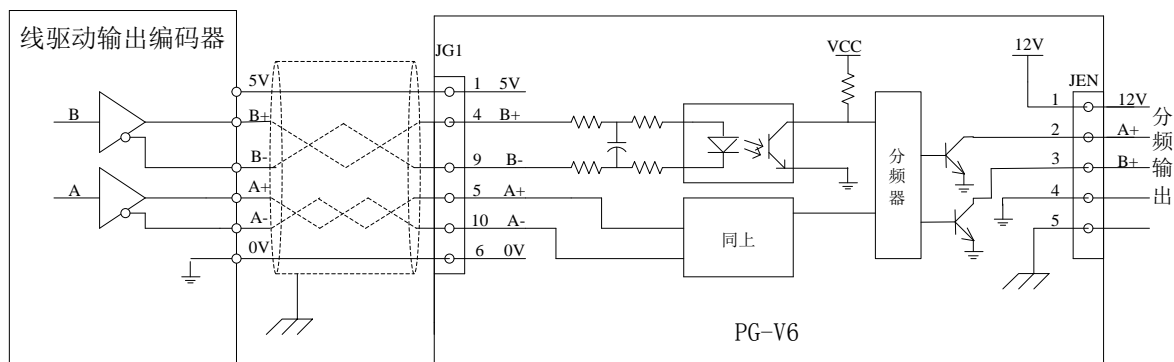 线驱动输出编码器
B
A
5V
B+
B-
A+
A-
0V
JG1
1 5V
4 B+
9 B-
5 A+
10 A-
6 0V
VCC
同上
分频器
PG-V6
12V
JEN
1 12V
2 A+
3 B+
4
5
分频输出